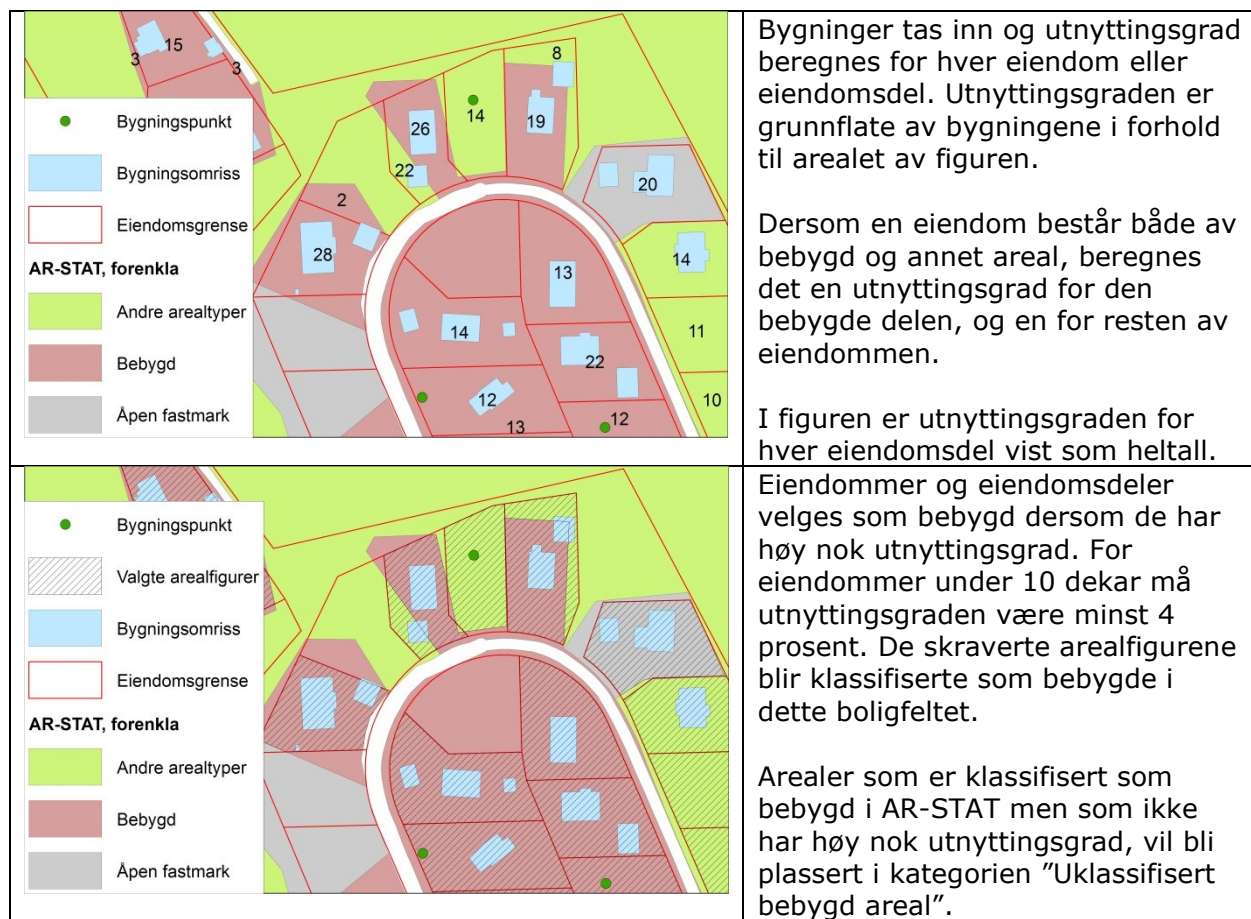 15
3
3
8
Bygningspunkt
26
14
19
Bygningsomriss
22
20
2
Eiendomsgrense
28
13
14
AR-STAT, forenkla
Andre arealtyper
14
11
22
Bebygd
12
10
Åpen fastmark
13
12
Bygninger tas inn og utnyttingsgrad
beregnes for hver eiendom eller
eiendomsdel. Utnyttingsgraden er
grunnflate av bygningene i forhold
til arealet av figuren.
Dersom en eiendom består både av
bebygd og annet areal, beregnes
det en utnyttingsgrad for den
bebygde delen, og en for resten av
eiendommen.
I figuren er utnyttingsgraden for
hver eiendomsdel vist som heltall.
Bygningspunkt
Valgte arealfigurer
Bygningsomriss
Eiendomsgrense
AR-STAT, forenkla
Andre arealtyper
Bebygd
Åpen fastmark
Eiendommer og eiendomsdeler
velges som bebygd dersom de har
høy nok utnyttingsgrad. For
eiendommer under 10 dekar må
utnyttingsgraden være minst 4
prosent. De skraverte arealfigurene
blir klassifiserte som bebygde i
dette boligfeltet.
Arealer som er klassifisert som
bebygd i AR-STAT men som ikke
har høy nok utnyttingsgrad, vil bli
plassert i kategorien ”Uklassifisert
bebygd areal”.